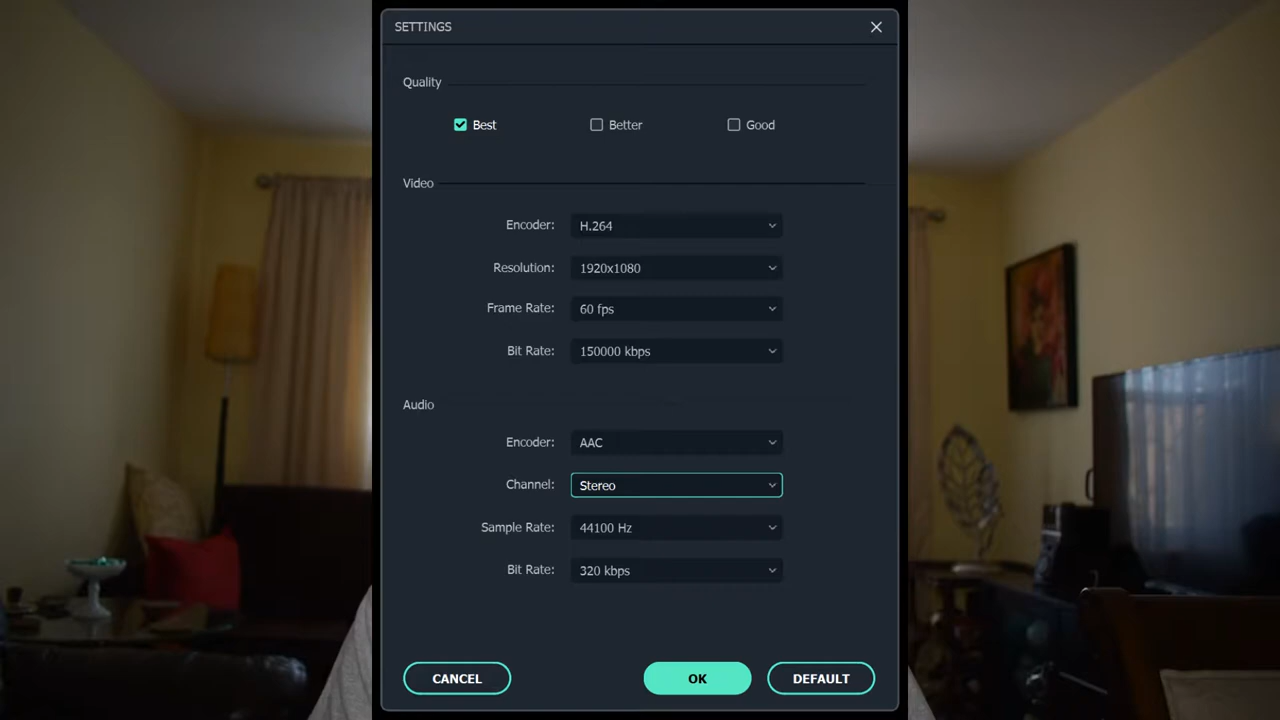 SETTINGS
Quality
Best Better Good
Video
Encoder: H.264
Resolution: 1920x1080
Frame Rate: 60 fps
Bit Rate: 150000 kbps
Audio
Encoder: AAC
Channel: Stereo
Sample Rate: 44100 Hz
Bit Rate: 320 kbps
CANCEL OK DEFAULT